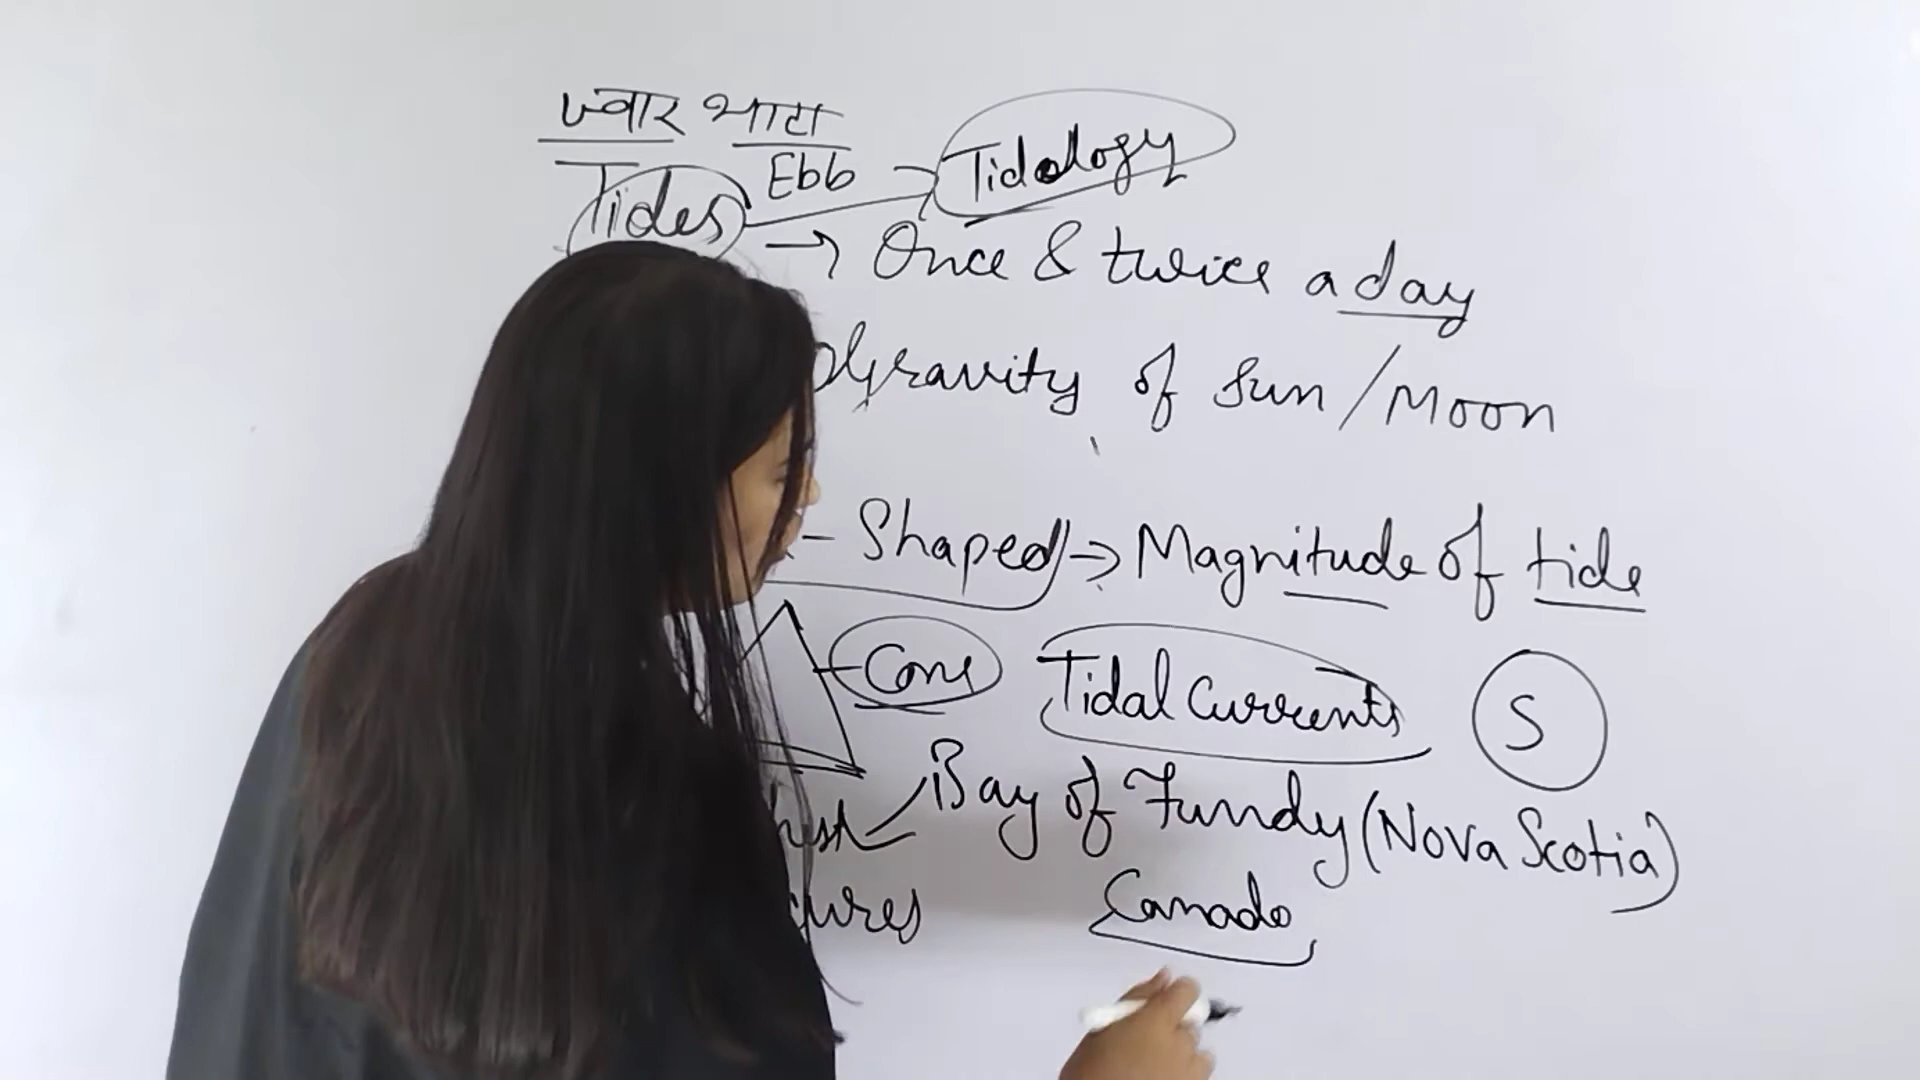 ज्वार भाटा
Tides Ebb → Tidology
→ Once & twice a day
Gravity of Sun/Moon
- Shaped → Magnitude of tide
Cone Tidal Currents S
Bay of Fundy (Nova Scotia)
Canada